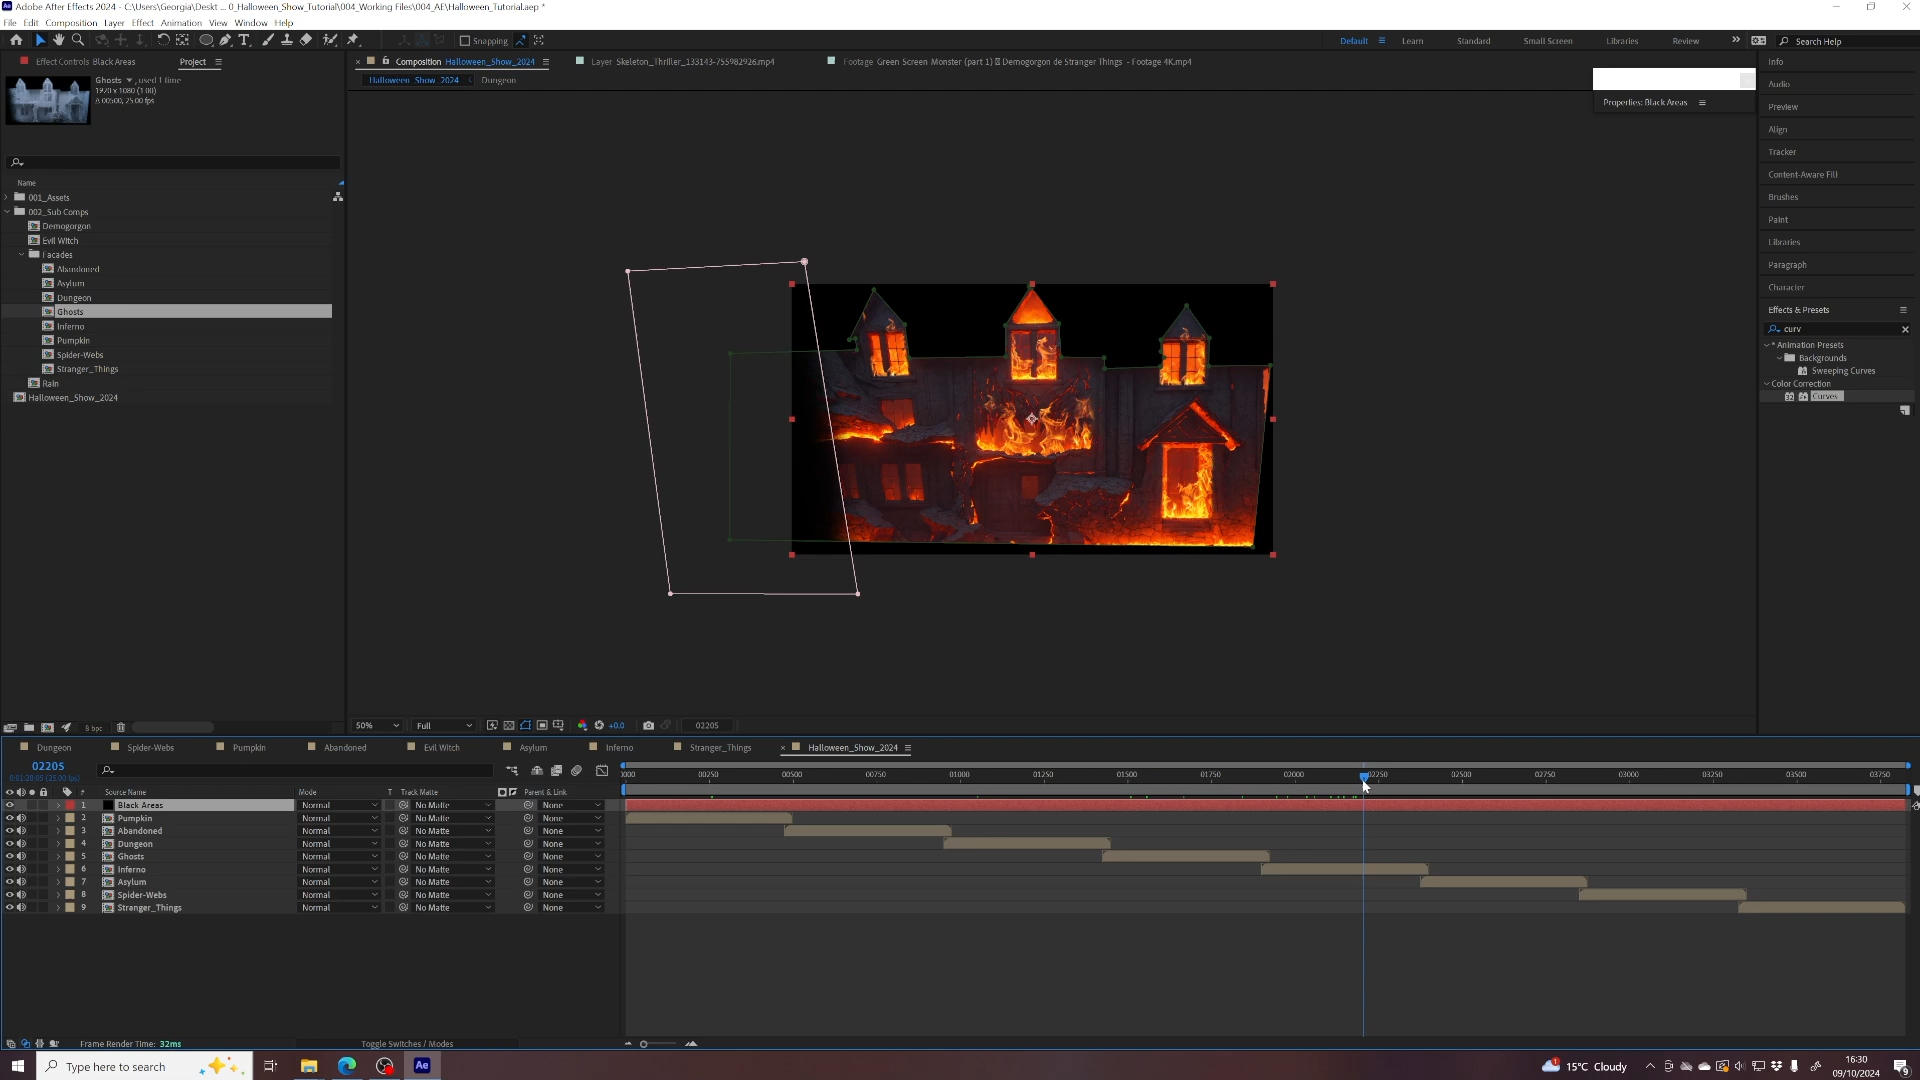 Adobe After Effects 2024 - C:\Users\Georgia\Deskt ... 0_Halloween_Show_Tutorial\004_Working Files\004_AE\Halloween_Tutorial.aep *
File Edit Composition Layer Effect Animation View Window Help
Snapping
Default Learn Standard Small Screen Libraries Review Search Help
Effect Controls Black Areas Project
Composition Halloween_Show_2024 Layer Skeleton_Thriller_133143-755982926.mp4 Footage Green Screen Monster (part 1) Demogorgon de Stranger Things - Footage 4K.mp4
Halloween_Show_2024 Dungeon
Ghosts , used 1 time
1920 x 1080 (1.00)
Δ 00500, 25.00 fps
Name
001_Assets
002_Sub Comps
Demogorgon
Evil Witch
Facades
Abandoned
Asylum
Dungeon
Ghosts
Inferno
Pumpkin
Spider-Webs
Stranger_Things
Rain
Halloween_Show_2024
Properties: Black Areas
Info
Audio
Preview
Align
Tracker
Content-Aware Fill
Brushes
Paint
Libraries
Paragraph
Character
Effects & Presets
curv
* Animation Presets
Backgrounds
Sweeping Curves
Color Correction
Curves
8 bpc
50% Full +0.0 02205
Dungeon Spider-Webs Pumpkin Abandoned Evil Witch Asylum Inferno Stranger_Things Halloween_Show_2024
02205
0:01:28:05 (25.00 fps)
0000 00250 00500 00750 01000 01250 01500 01750 02000 02250 02500 02750 03000 03250 03500 03750
# Source Name Mode T Track Matte Parent & Link
1 Black Areas Normal No Matte None
2 Pumpkin Normal No Matte None
3 Abandoned Normal No Matte None
4 Dungeon Normal No Matte None
5 Ghosts Normal No Matte None
6 Inferno Normal No Matte None
7 Asylum Normal No Matte None
8 Spider-Webs Normal No Matte None
9 Stranger_Things Normal No Matte None
Frame Render Time: 32ms Toggle Switches / Modes
Type here to search
Ae
15°C Cloudy
16:30
09/10/2024